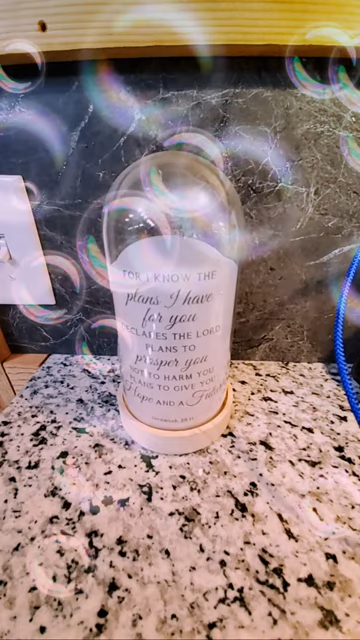 FOR I KNOW THE
plans I have
for you
DECLARES THE LORD
PLANS TO
prosper you
NOT TO HARM YOU
PLANS TO GIVE YOU
Hope AND A Future